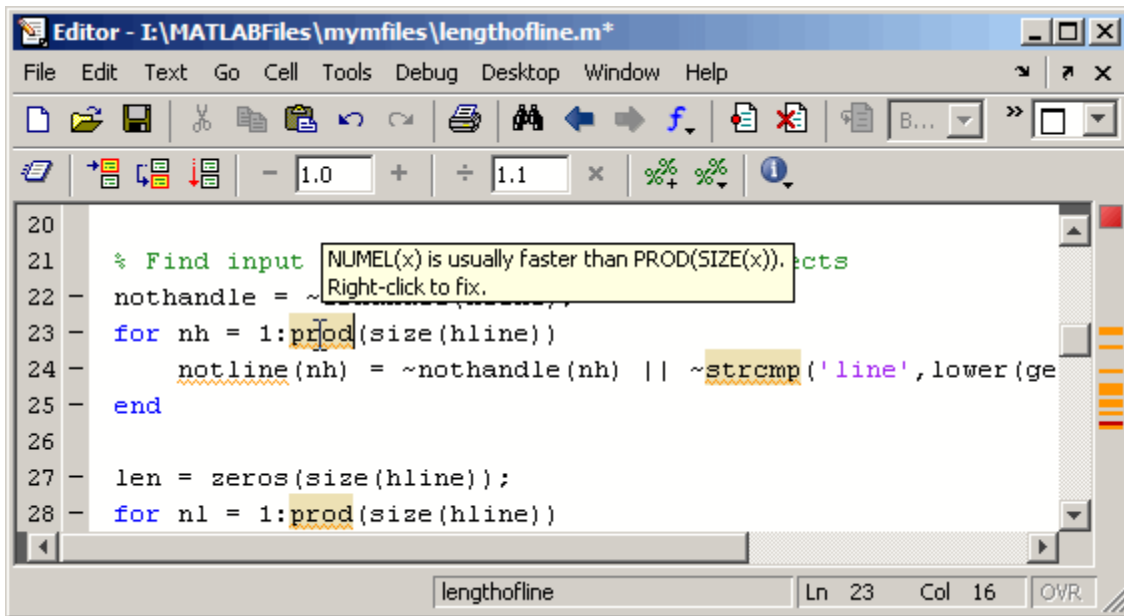 Editor - I:\MATLABFiles\mymfiles\lengthofline.m*
File Edit Text Go Cell Tools Debug Desktop Window Help
B...
1.0 1.1
20
21 % Find input cts
NUMEL(x) is usually faster than PROD(SIZE(x)).
Right-click to fix.
22 - nothandle = ~
23 - for nh = 1:prod(size(hline))
24 - notline(nh) = ~nothandle(nh) || ~strcmp('line',lower(ge
25 - end
26
27 - len = zeros(size(hline));
28 - for nl = 1:prod(size(hline))
lengthofline Ln 23 Col 16 OVR